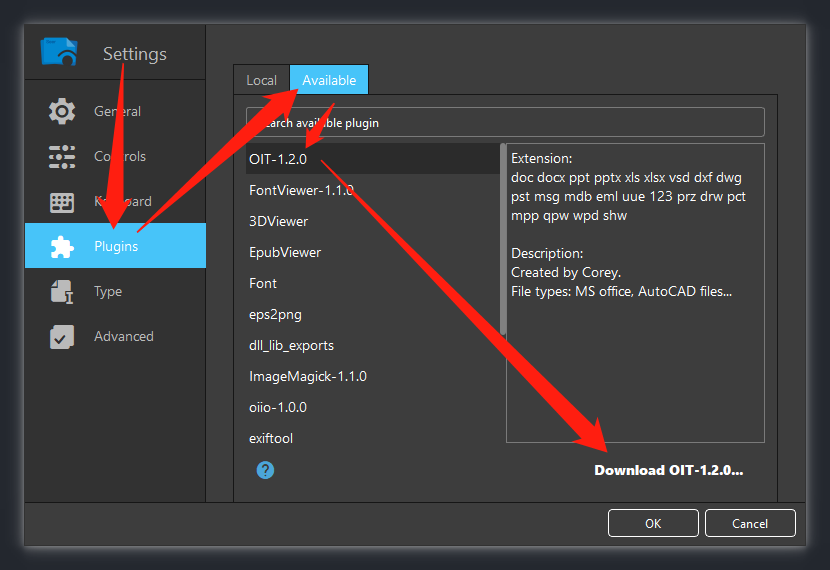 Settings
General
Controls
Keyboard
Plugins
Type
Advanced
Local
Available
Search available plugin
OIT-1.2.0
FontViewer-1.1.0
3DViewer
EpubViewer
Font
eps2png
dll_lib_exports
ImageMagick-1.1.0
oiio-1.0.0
exiftool
Extension:
doc docx ppt pptx xls xlsx vsd dxf dwg
pst msg mdb eml uue 123 prz drw pct
mpp qpw wpd shw
Description:
Created by Corey.
File types: MS office, AutoCAD files...
?
Download OIT-1.2.0...
OK
Cancel